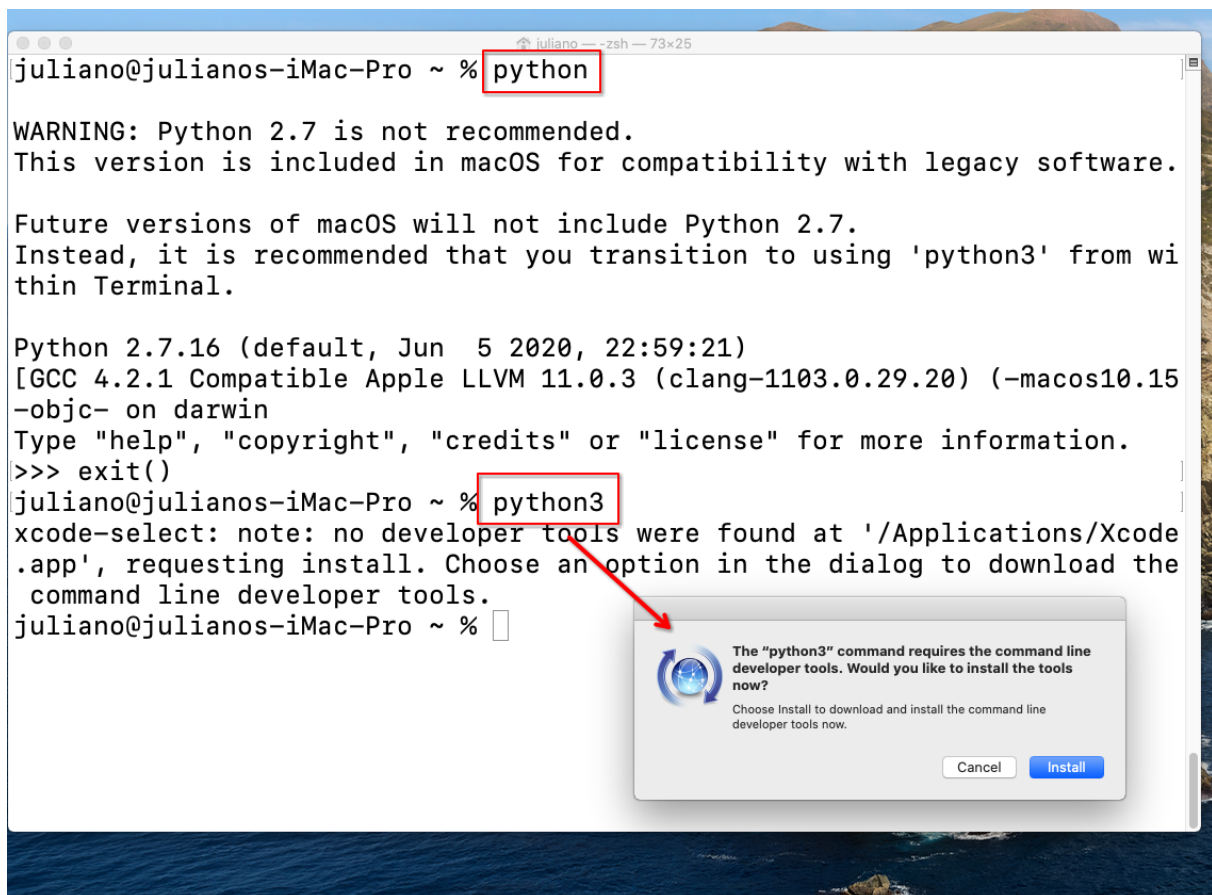 juliano — -zsh — 73×25
juliano@julianos-iMac-Pro ~ % python
WARNING: Python 2.7 is not recommended.
This version is included in macOS for compatibility with legacy software.
Future versions of macOS will not include Python 2.7.
Instead, it is recommended that you transition to using 'python3' from wi
thin Terminal.
Python 2.7.16 (default, Jun  5 2020, 22:59:21)
[GCC 4.2.1 Compatible Apple LLVM 11.0.3 (clang-1103.0.29.20) (-macos10.15
-objc- on darwin
Type "help", "copyright", "credits" or "license" for more information.
>>> exit()
juliano@julianos-iMac-Pro ~ % python3
xcode-select: note: no developer tools were found at '/Applications/Xcode
.app', requesting install. Choose an option in the dialog to download the
 command line developer tools.
juliano@julianos-iMac-Pro ~ %
The “python3” command requires the command line
developer tools. Would you like to install the tools
now?
Choose Install to download and install the command line
developer tools now.
Cancel Install